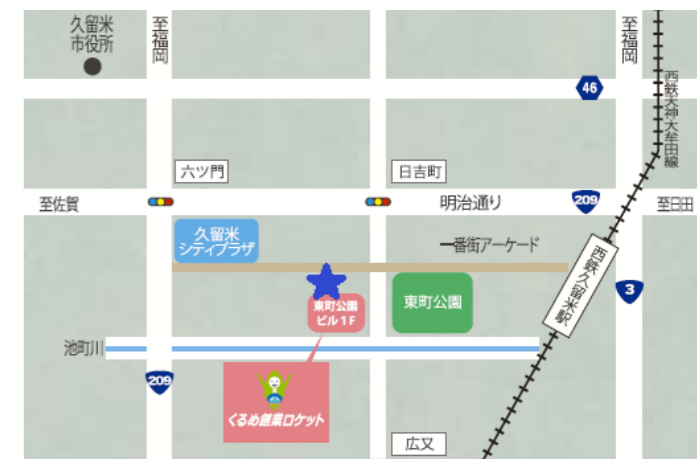 久留米
市役所
至福岡
至福岡
46
西鉄天神大牟田線
六ツ門
日吉町
至佐賀
明治通り
209
至日田
久留米
シティプラザ
一番街アーケード
西鉄久留米駅
3
東町公園
ビル1F
東町公園
池町川
209
くるめ創業ロケット
広又